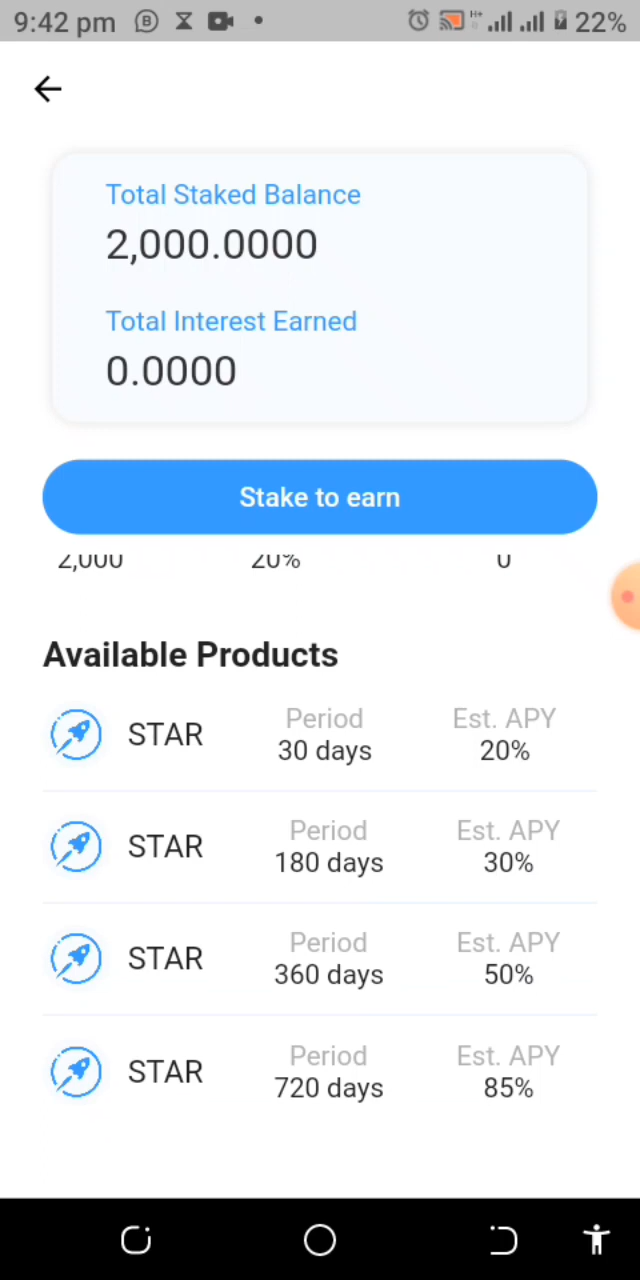 9:42 pm 22%
Total Staked Balance
2,000.0000
Total Interest Earned
0.0000
Stake to earn
2,000 20% 0
Available Products
STAR Period 30 days Est. APY 20%
STAR Period 180 days Est. APY 30%
STAR Period 360 days Est. APY 50%
STAR Period 720 days Est. APY 85%